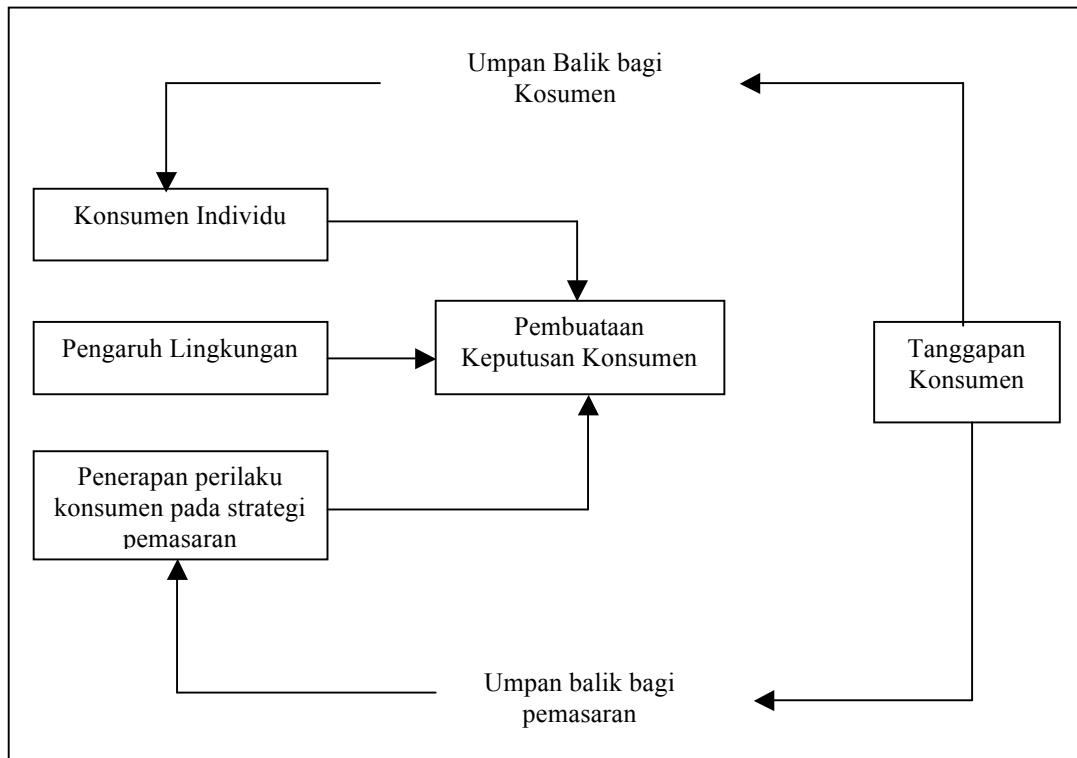 Umpan Balik bagi
Kosumen
Konsumen Individu
Pengaruh Lingkungan
Pembuataan
Keputusan Konsumen
Tanggapan
Konsumen
Penerapan perilaku
konsumen pada strategi
pemasaran
Umpan balik bagi
pemasaran